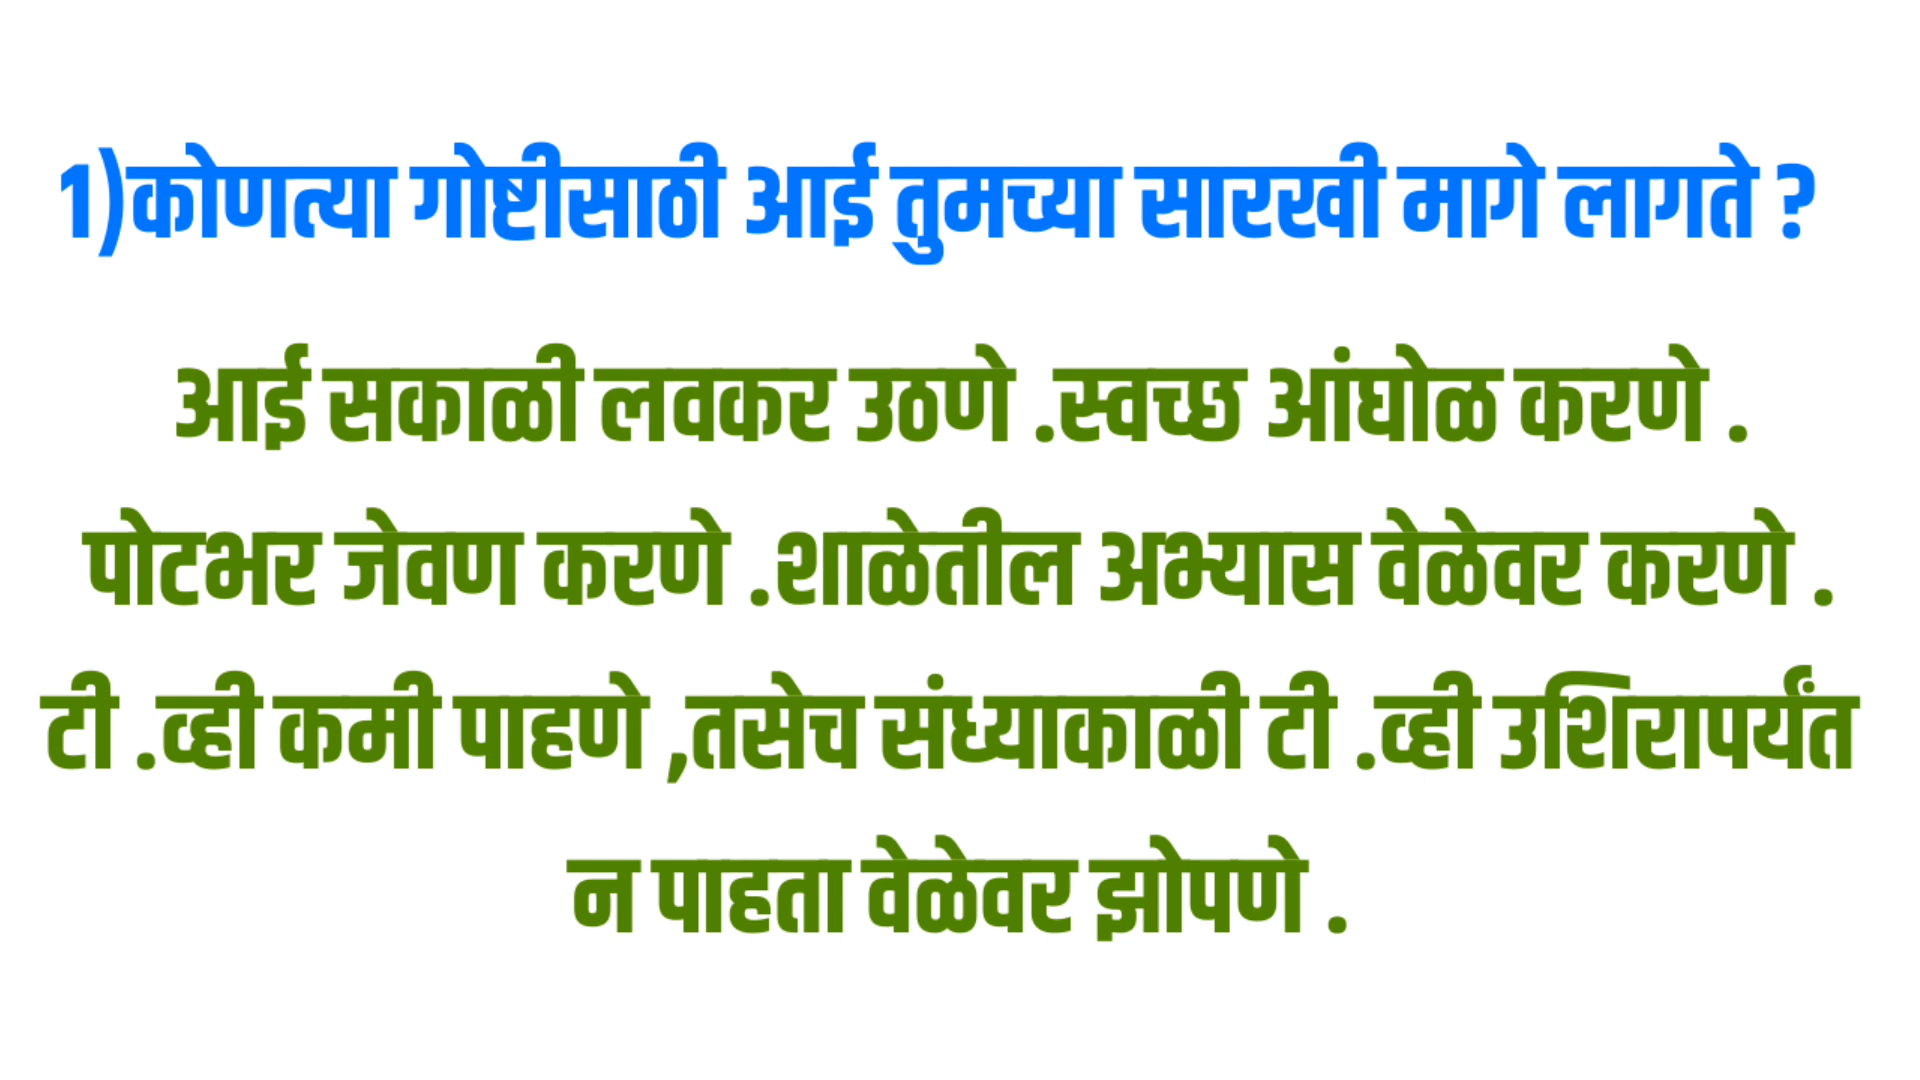 1)कोणत्या गोष्टीसाठी आई तुमच्या सारखी मागे लागते ?
आई सकाळी लवकर उठणे .स्वच्छ आंघोळ करणे .
पोटभर जेवण करणे .शाळेतील अभ्यास वेळेवर करणे .
टी .व्ही कमी पाहणे ,तसेच संध्याकाळी टी .व्ही उशिरापर्यंत
न पाहता वेळेवर झोपणे .